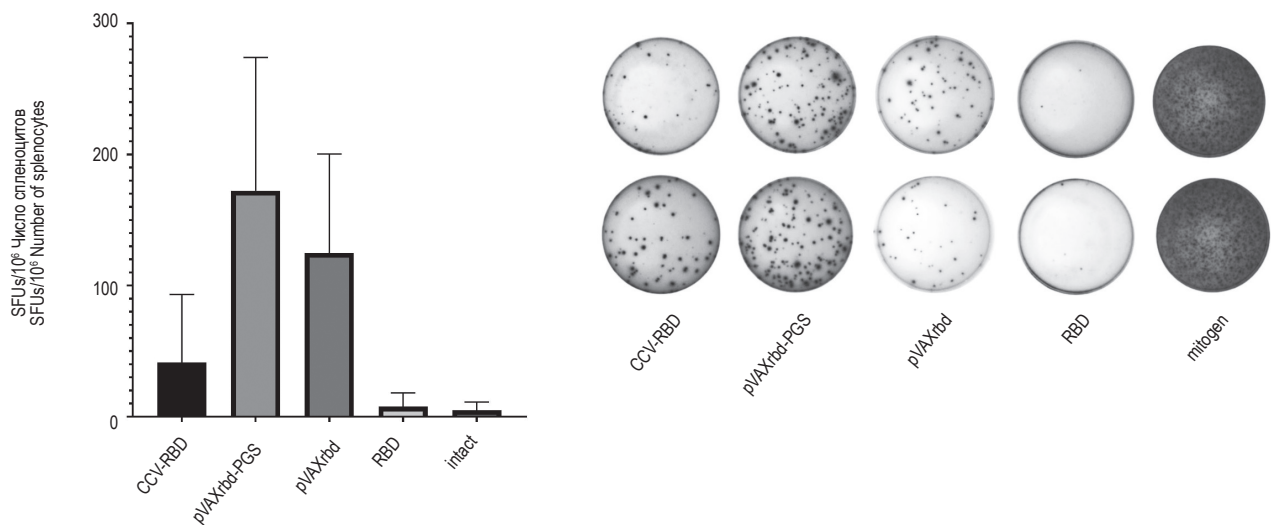 SFUs/10⁶ Число спленоцитов
SFUs/10⁶ Number of splenocytes
300
200
100
0
CCV-RBD
pVAXrbd-PGS
pVAXrbd
RBD
intact
CCV-RBD
pVAXrbd-PGS
pVAXrbd
RBD
mitogen